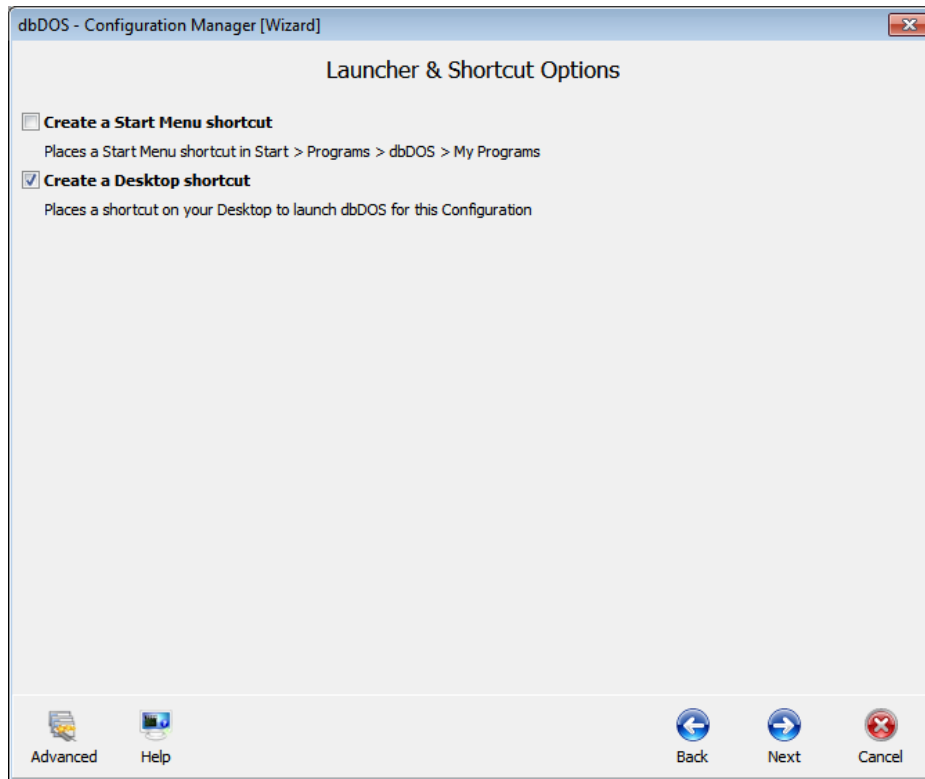 dbDOS - Configuration Manager [Wizard]
Launcher & Shortcut Options
Create a Start Menu shortcut
Places a Start Menu shortcut in Start > Programs > dbDOS > My Programs
Create a Desktop shortcut
Places a shortcut on your Desktop to launch dbDOS for this Configuration
Advanced Help Back Next Cancel